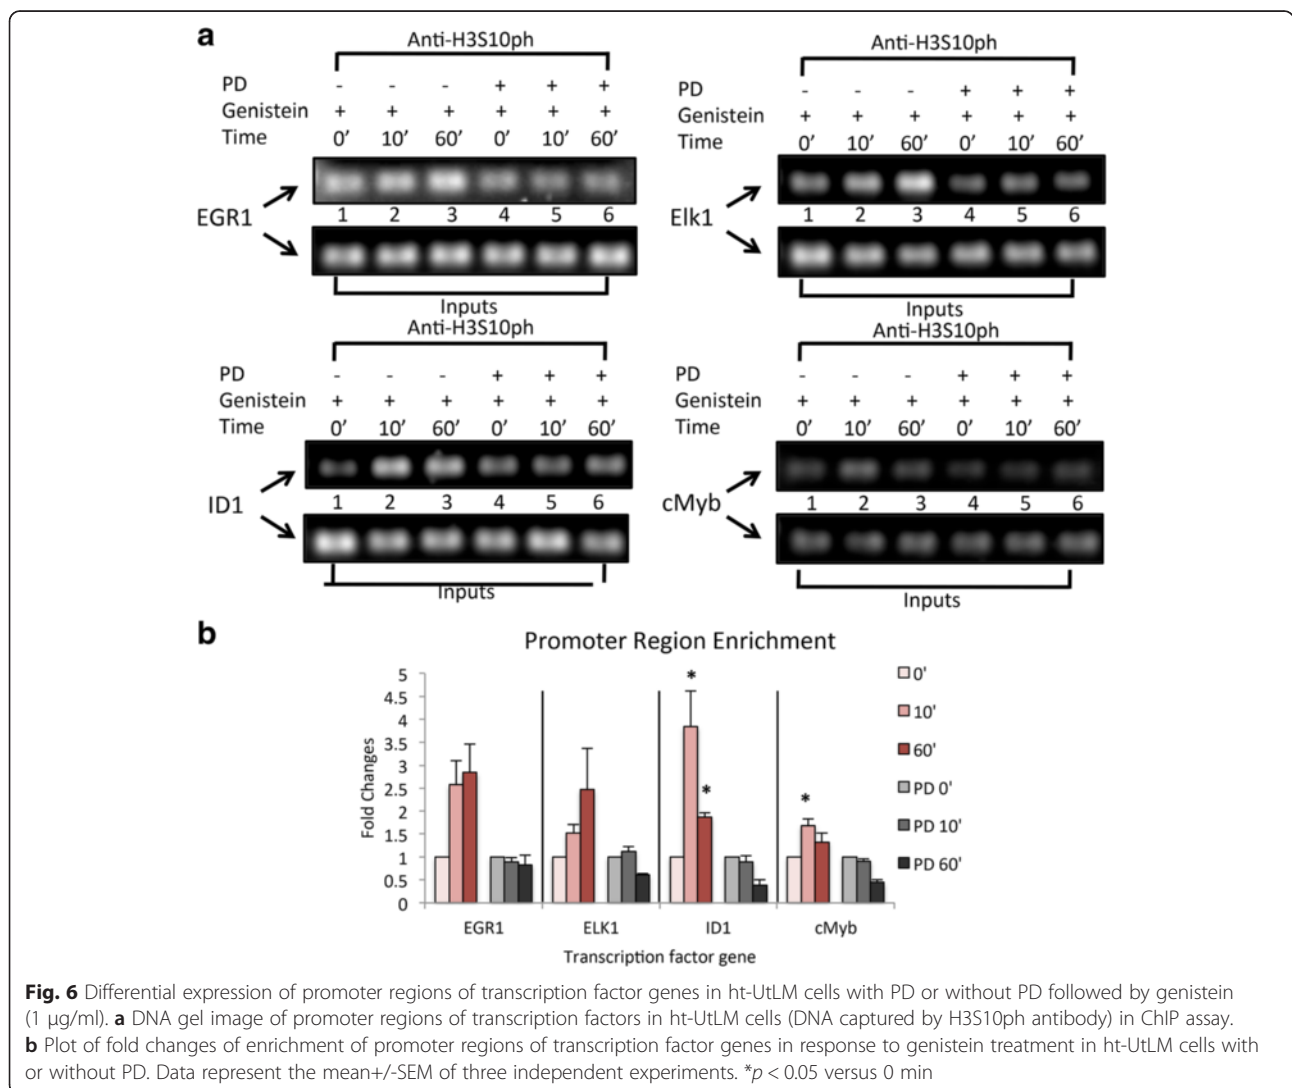 a
Anti-H3S10ph
PD - - - + + +
Genistein + + + + + +
Time 0' 10' 60' 0' 10' 60'
EGR1
1 2 3 4 5 6
Inputs
Anti-H3S10ph
PD - - - + + +
Genistein + + + + + +
Time 0' 10' 60' 0' 10' 60'
Elk1
1 2 3 4 5 6
Inputs
Anti-H3S10ph
PD - - - + + +
Genistein + + + + + +
Time 0' 10' 60' 0' 10' 60'
ID1
1 2 3 4 5 6
Inputs
Anti-H3S10ph
PD - - - + + +
Genistein + + + + + +
Time 0' 10' 60' 0' 10' 60'
cMyb
1 2 3 4 5 6
Inputs
b
Promoter Region Enrichment
Fold Changes
5
4.5
4
3.5
3
2.5
2
1.5
1
0.5
0
* * *
EGR1 ELK1 ID1 cMyb
Transcription factor gene
0'
10'
60'
PD 0'
PD 10'
PD 60'
Fig. 6 Differential expression of promoter regions of transcription factor genes in ht-UtLM cells with PD or without PD followed by genistein
(1 μg/ml). a DNA gel image of promoter regions of transcription factors in ht-UtLM cells (DNA captured by H3S10ph antibody) in ChIP assay.
b Plot of fold changes of enrichment of promoter regions of transcription factor genes in response to genistein treatment in ht-UtLM cells with
or without PD. Data represent the mean+/-SEM of three independent experiments. *p < 0.05 versus 0 min